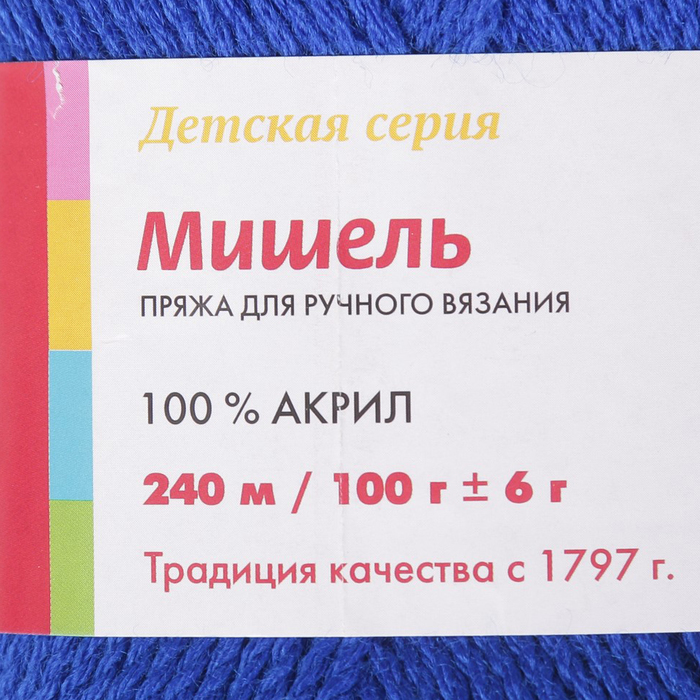 Детская серия
Мишель
ПРЯЖА ДЛЯ РУЧНОГО ВЯЗАНИЯ
100 % АКРИЛ
240 м / 100 г ± 6 г
Традиция качества с 1797 г.